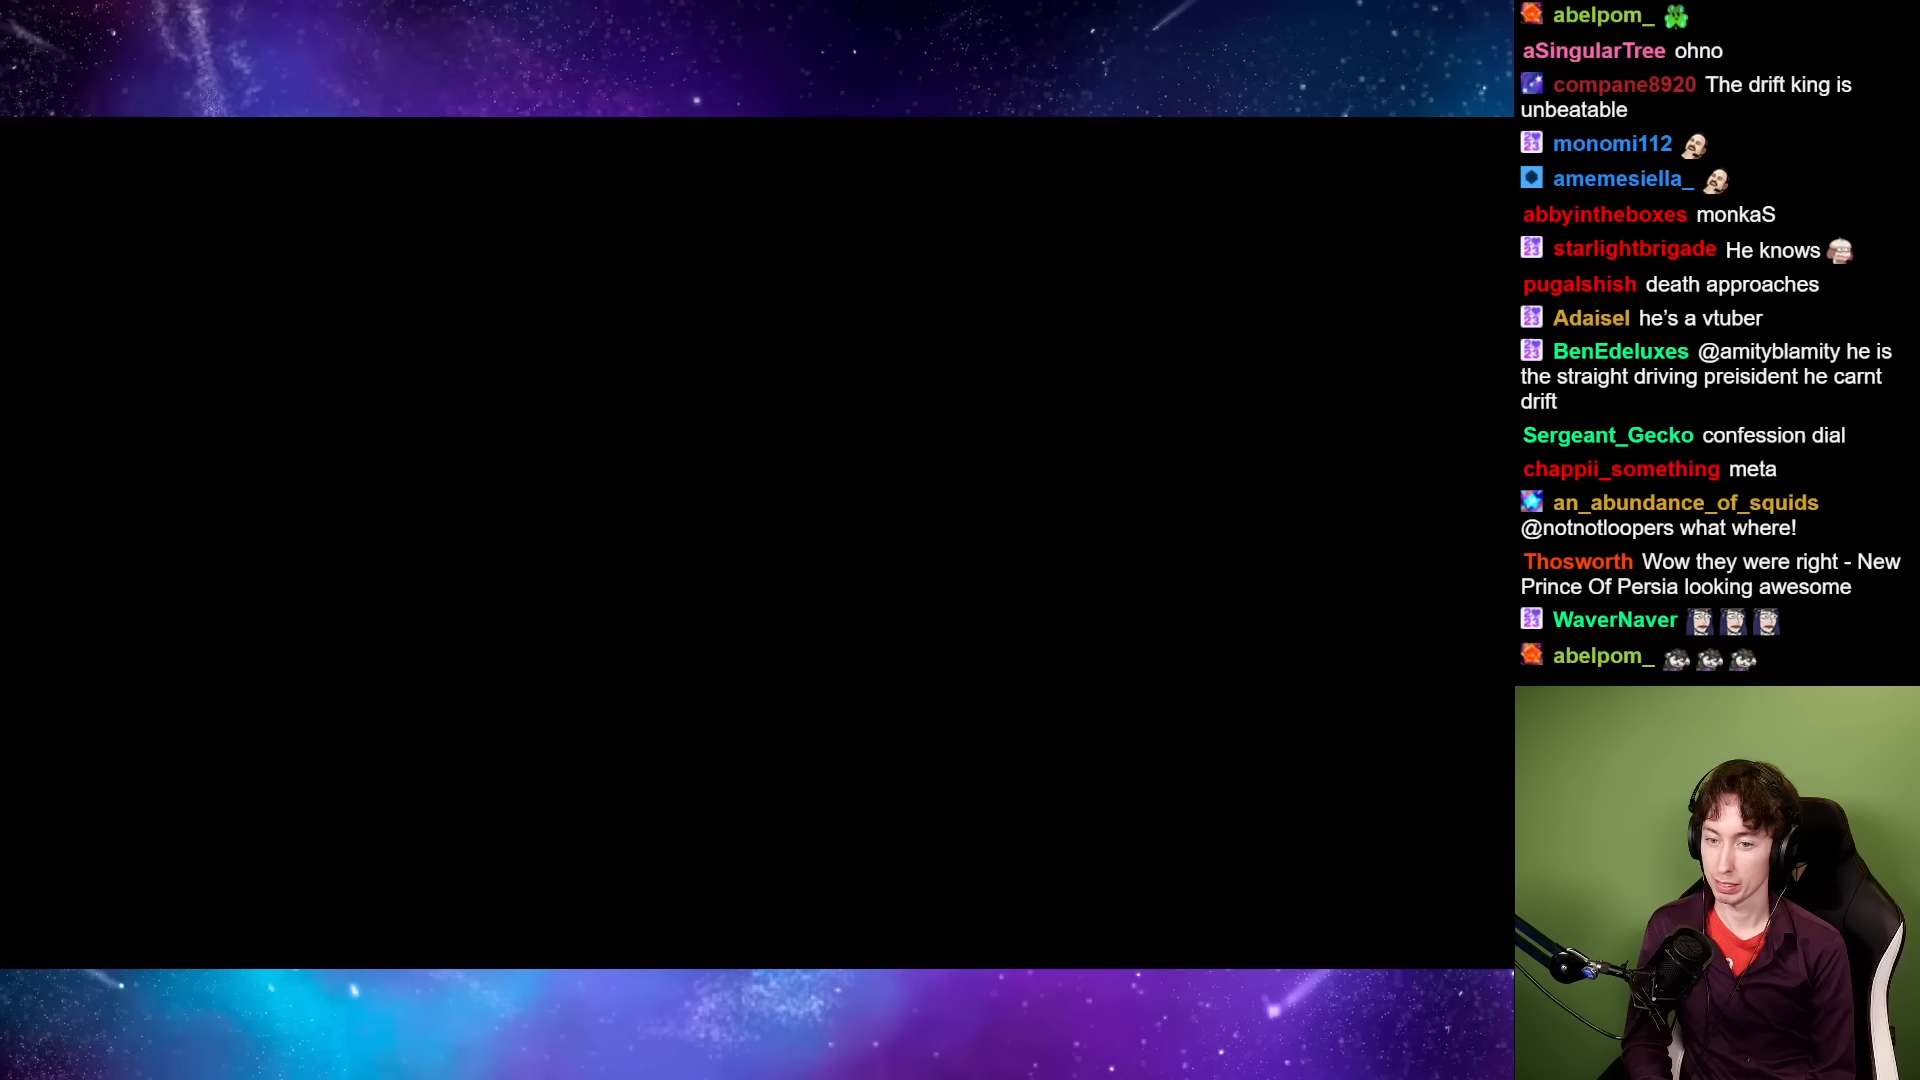 abelpom_
aSingularTree ohno
compane8920 The drift king is
unbeatable
monomi112
amemesiella_
abbyintheboxes monkaS
starlightbrigade He knows
pugalshish death approaches
Adaisel he's a vtuber
BenEdeluxes @amityblamity he is
the straight driving preisident he carnt
drift
Sergeant_Gecko confession dial
chappii_something meta
an_abundance_of_squids
@notnotloopers what where!
Thosworth Wow they were right - New
Prince Of Persia looking awesome
WaverNaver
abelpom_